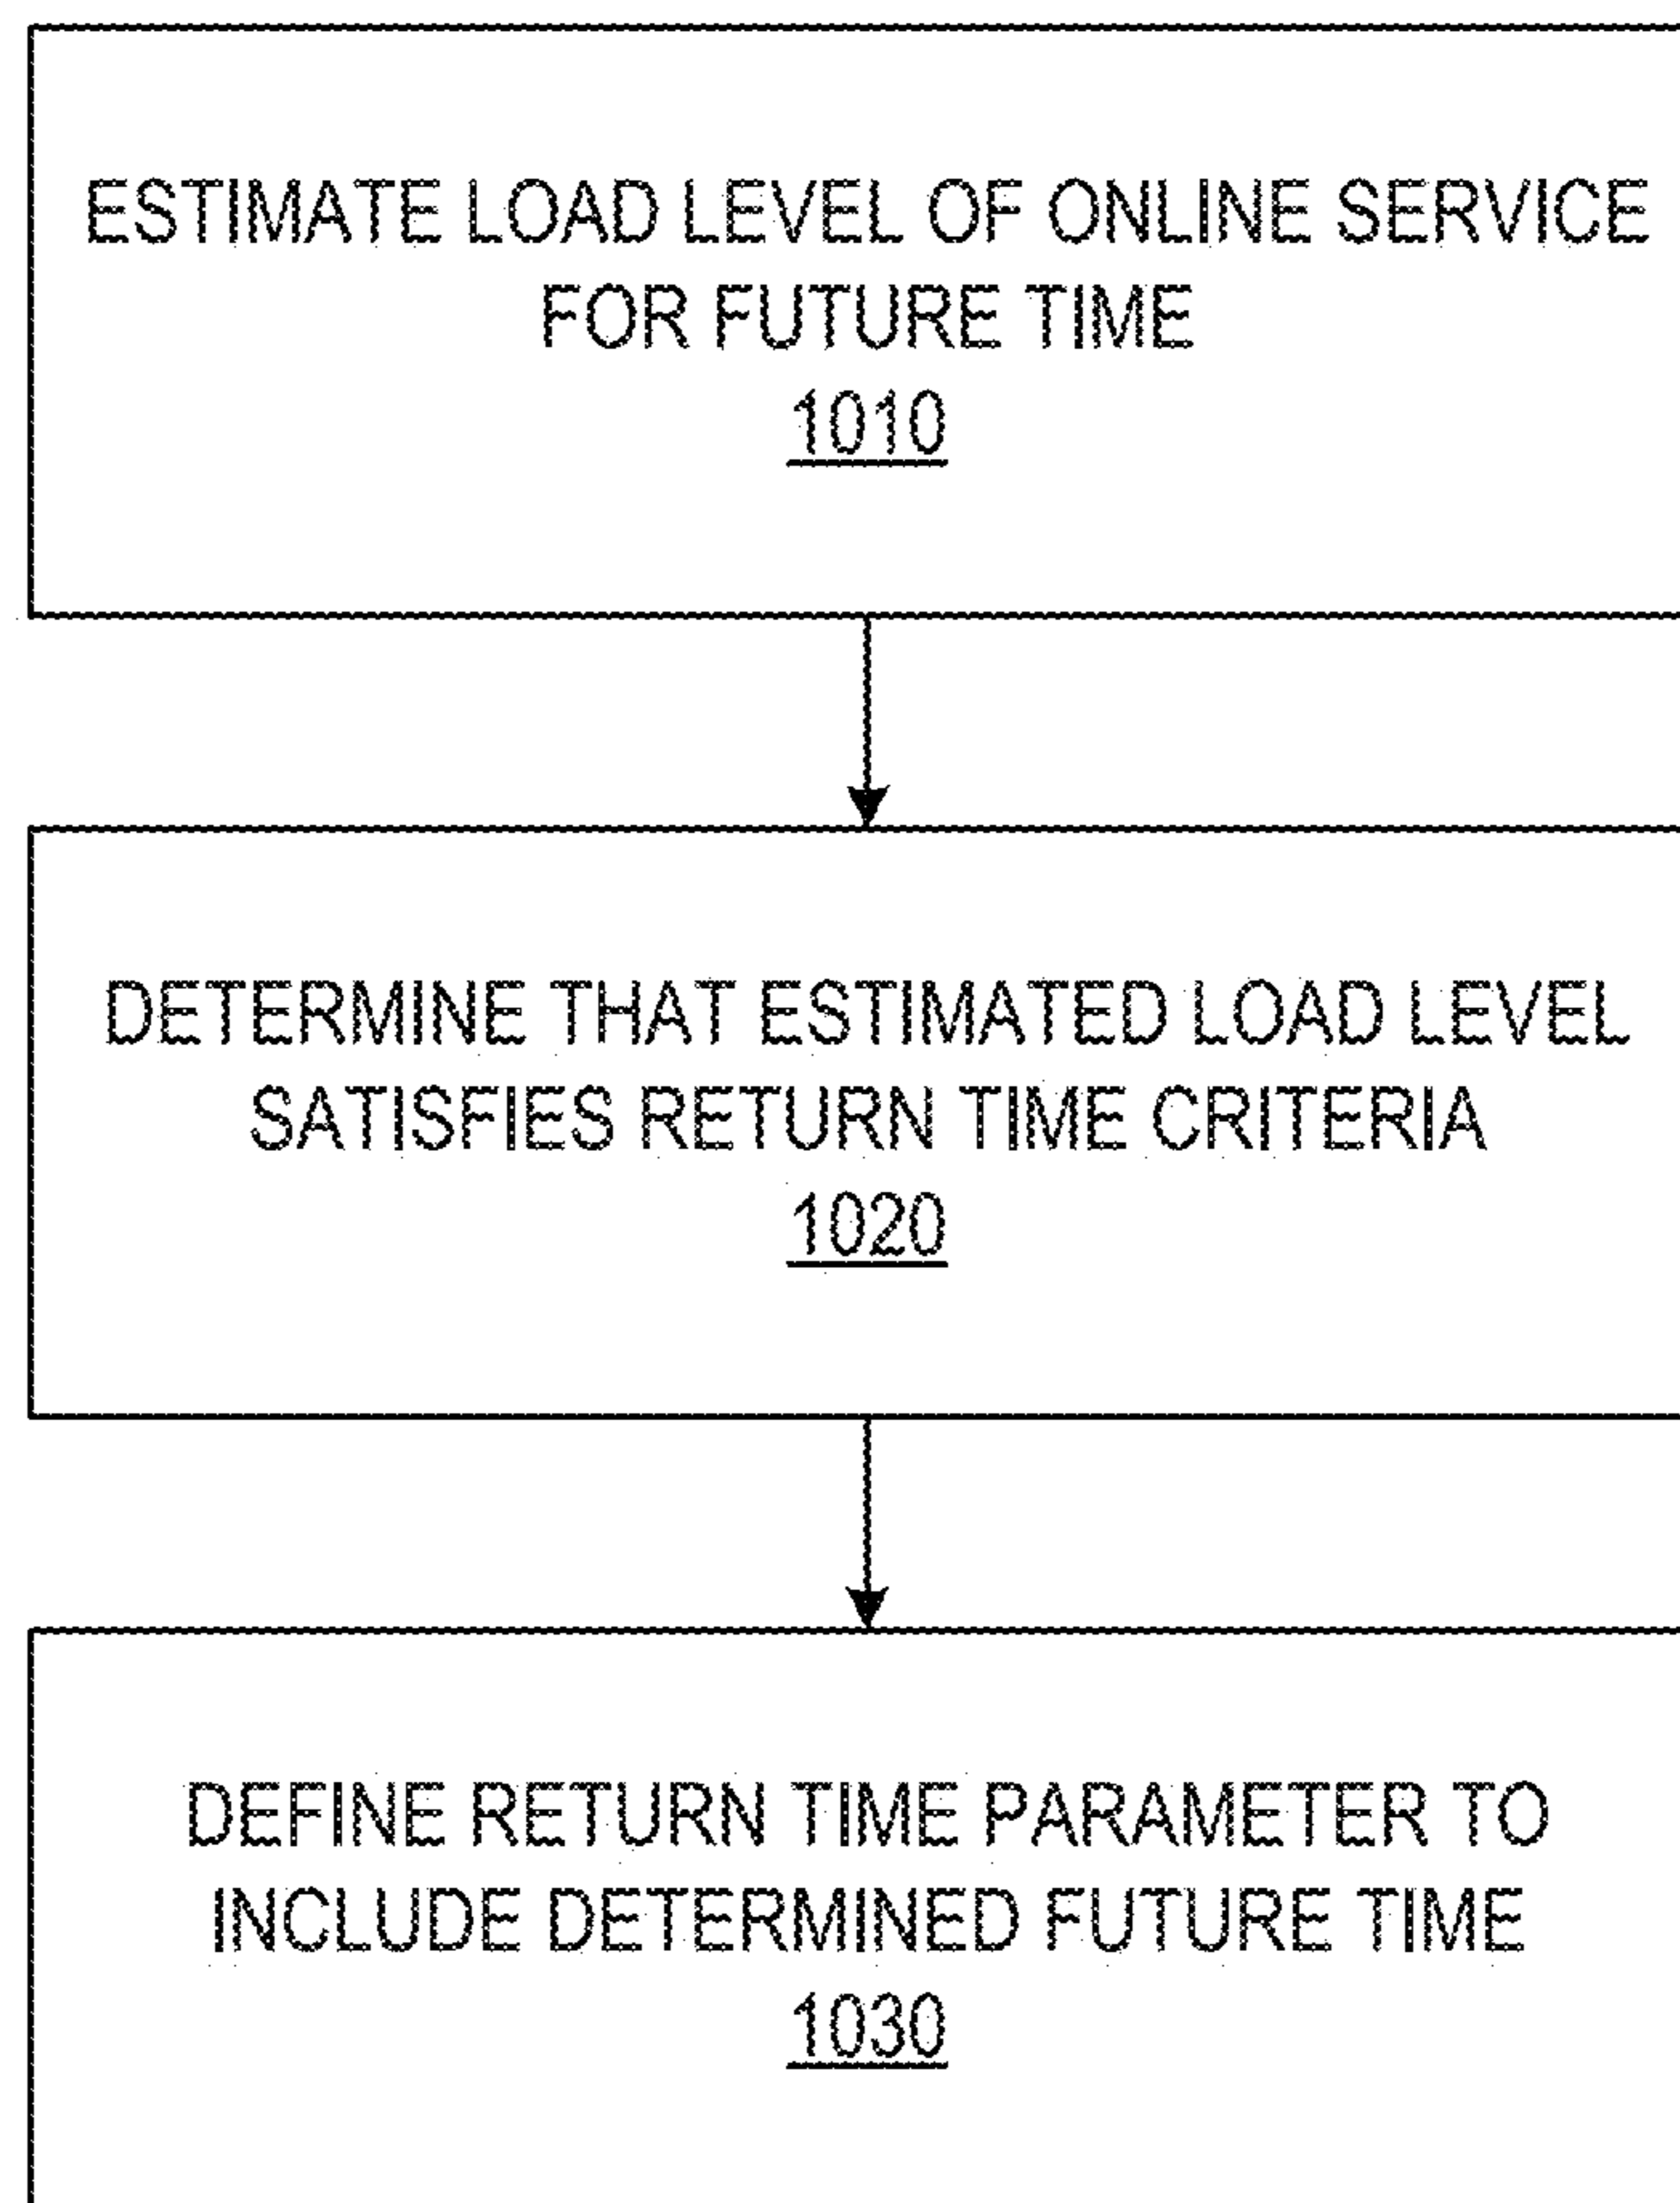 ESTIMATE LOAD LEVEL OF ONLINE SERVICE
FOR FUTURE TIME
1010
DETERMINE THAT ESTIMATED LOAD LEVEL
SATISFIES RETURN TIME CRITERIA
1020
DEFINE RETURN TIME PARAMETER TO
INCLUDE DETERMINED FUTURE TIME
1030